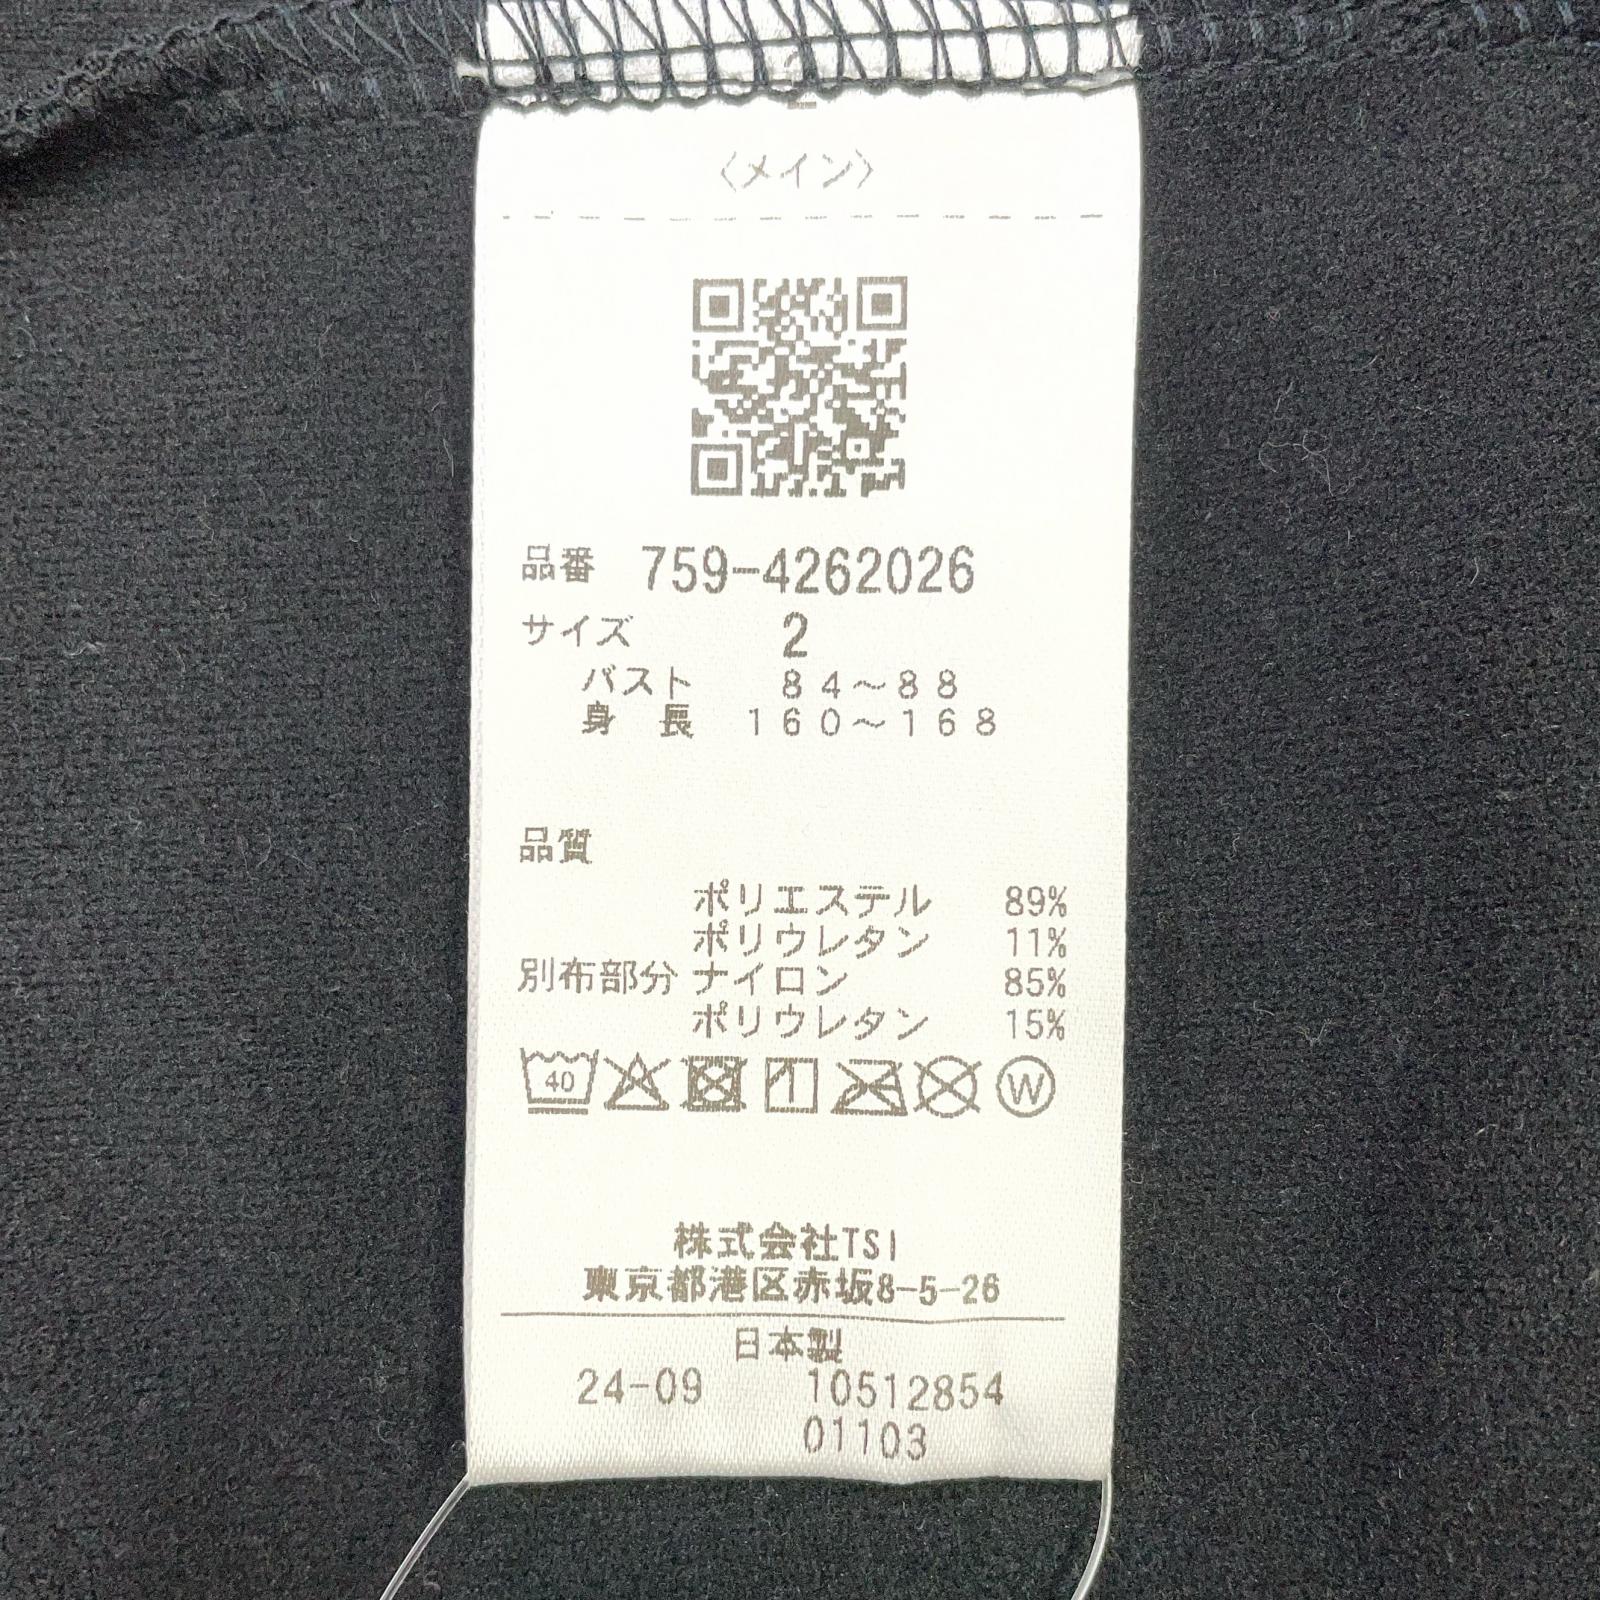 〈メイン〉
品番 759-4262026
サイズ 2
バスト 84～88
身 長 160～168
品質
ポリエステル 89%
ポリウレタン 11%
別布部分 ナイロン 85%
ポリウレタン 15%
40 W
株式会社TSI
東京都港区赤坂8-5-26
日本製
24-09 10512854
01103